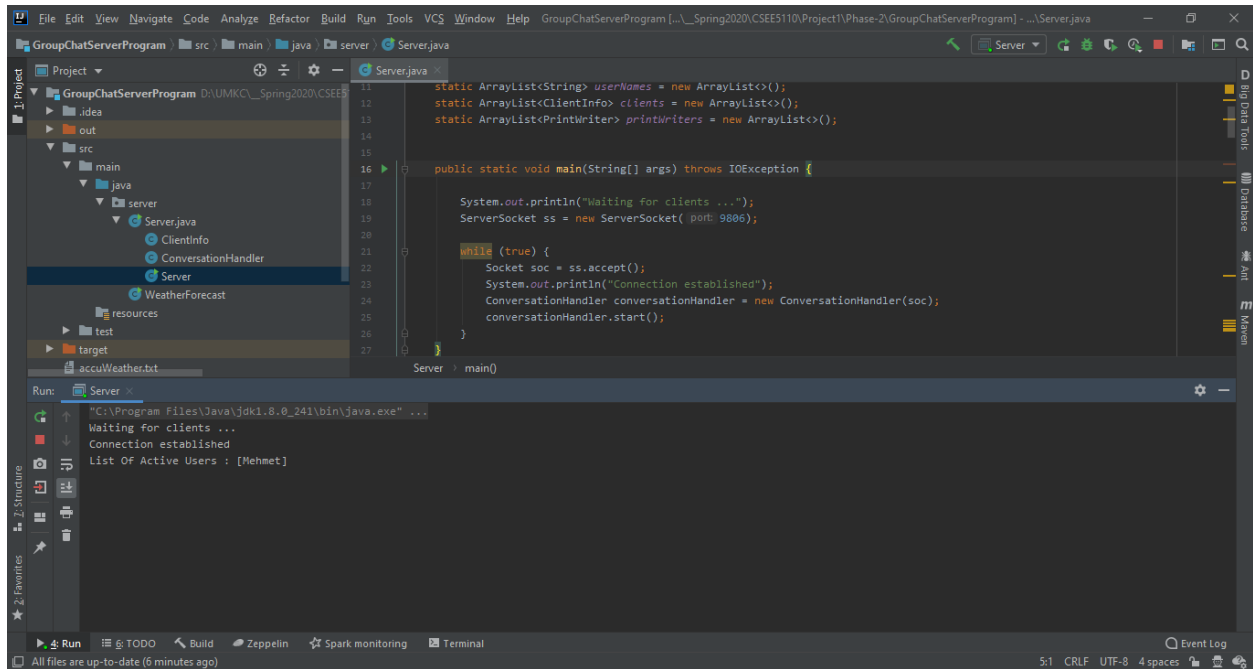 File Edit View Navigate Code Analyze Refactor Build Run Tools VCS Window Help GroupChatServerProgram [...\_Spring2020\CSEE5110\Project1\Phase-2\GroupChatServerProgram] - ...\Server.java
GroupChatServerProgram src main java server Server.java Server
Project Server.java
GroupChatServerProgram D:\UMKC\__Spring2020\CSEE5
.idea
out
src
main
java
server
Server.java
ClientInfo
ConversationHandler
Server
WeatherForecast
resources
test
target
accuWeather.txt
11 static ArrayList<String> userNames = new ArrayList<>();
12 static ArrayList<ClientInfo> clients = new ArrayList<>();
13 static ArrayList<PrintWriter> printWriters = new ArrayList<>();
14
15
16 public static void main(String[] args) throws IOException {
17
18 System.out.println("Waiting for clients ...");
19 ServerSocket ss = new ServerSocket( port: 9806);
20
21 while (true) {
22 Socket soc = ss.accept();
23 System.out.println("Connection established");
24 ConversationHandler conversationHandler = new ConversationHandler(soc);
25 conversationHandler.start();
26 }
27 }
Server main()
1: Project
Z: Structure
2: Favorites
D Big Data Tools
Database
Ant
m Maven
Run: Server
"C:\Program Files\Java\jdk1.8.0_241\bin\java.exe" ...
Waiting for clients ...
Connection established
List Of Active Users : [Mehmet]
4: Run 6: TODO Build Zeppelin Spark monitoring Terminal Event Log
All files are up-to-date (6 minutes ago) 5:1 CRLF UTF-8 4 spaces